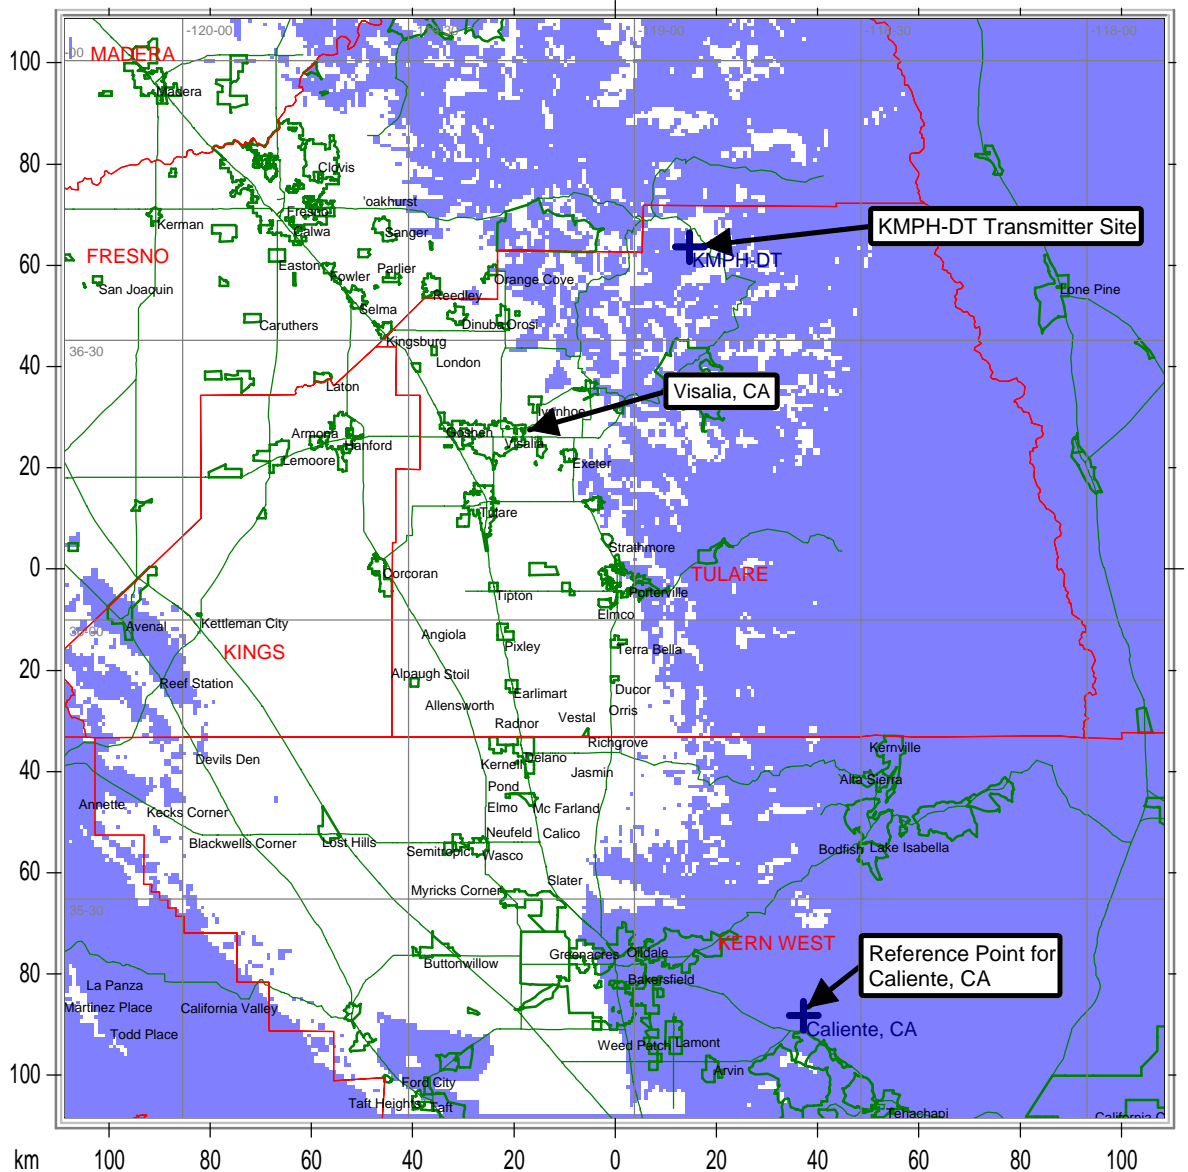 -120-00
-119-30
-119-00
-118-30
-118-00
100
-00
MADERA
Madera
80
Clovis
'oakhurst
Fresno
Kerman
Calwa
Sanger
KMPH-DT Transmitter Site
FRESNO
60
Easton
Fowler
Parlier
KMPH-DT
San Joaquin
Orange Cove
Reedley
Lone Pine
Selma
Caruthers
Dinuba
Orosi
Kingsburg
36-30
London
40
Laton
Visalia, CA
Ivanhoe
Armona
Hanford
Goshen
Visalia
Lemoore
Exeter
20
Tulare
Strathmore
0
Corcoran
TULARE
Tipton
Porterville
Elmco
Avenal
36-00
Kettleman City
Angiola
KINGS
Pixley
Terra Bella
20
Reef Station
Alpaugh
Stoil
Earlimart
Ducor
Allensworth
Orris
Radnor
Vestal
Richgrove
Kernville
Devils Den
Kernell
Delano
40
Jasmin
Alta Sierra
Pond
Annette
Kecks Corner
Elmo
Mc Farland
Blackwells Corner
Lost Hills
Neufeld
Calico
Semitropic
Wasco
Bodfish
Lake Isabella
60
Slater
Myricks Corner
35-30
KERN WEST
Greenacres
Oildale
Reference Point for
Caliente, CA
Buttonwillow
80
Bakersfield
La Panza
Martinez Place
California Valley
Caliente, CA
Todd Place
Weed Patch
Lamont
Arvin
100
Ford City
Taft Heights
Taft
Tehachapi
California C
km
100
80
60
40
20
0
20
40
60
80
100